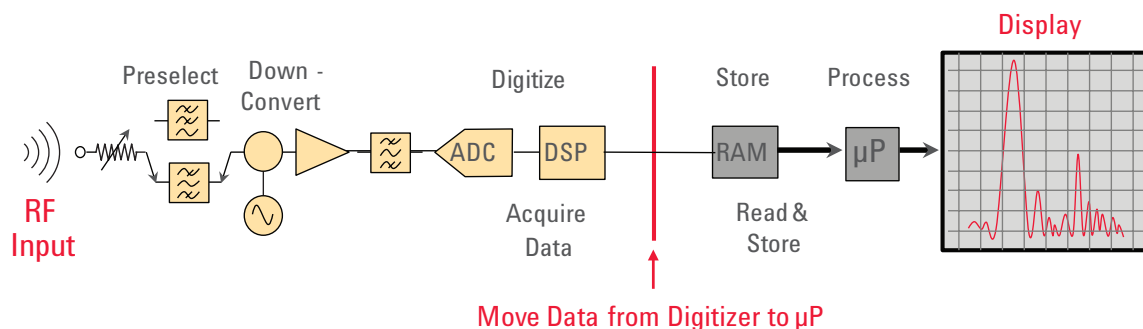 Display
Preselect
Down -
Convert
Digitize
Store
Process
ADC
DSP
RAM
µP
RF
Input
Acquire
Data
Read &
Store
Move Data from Digitizer to µP